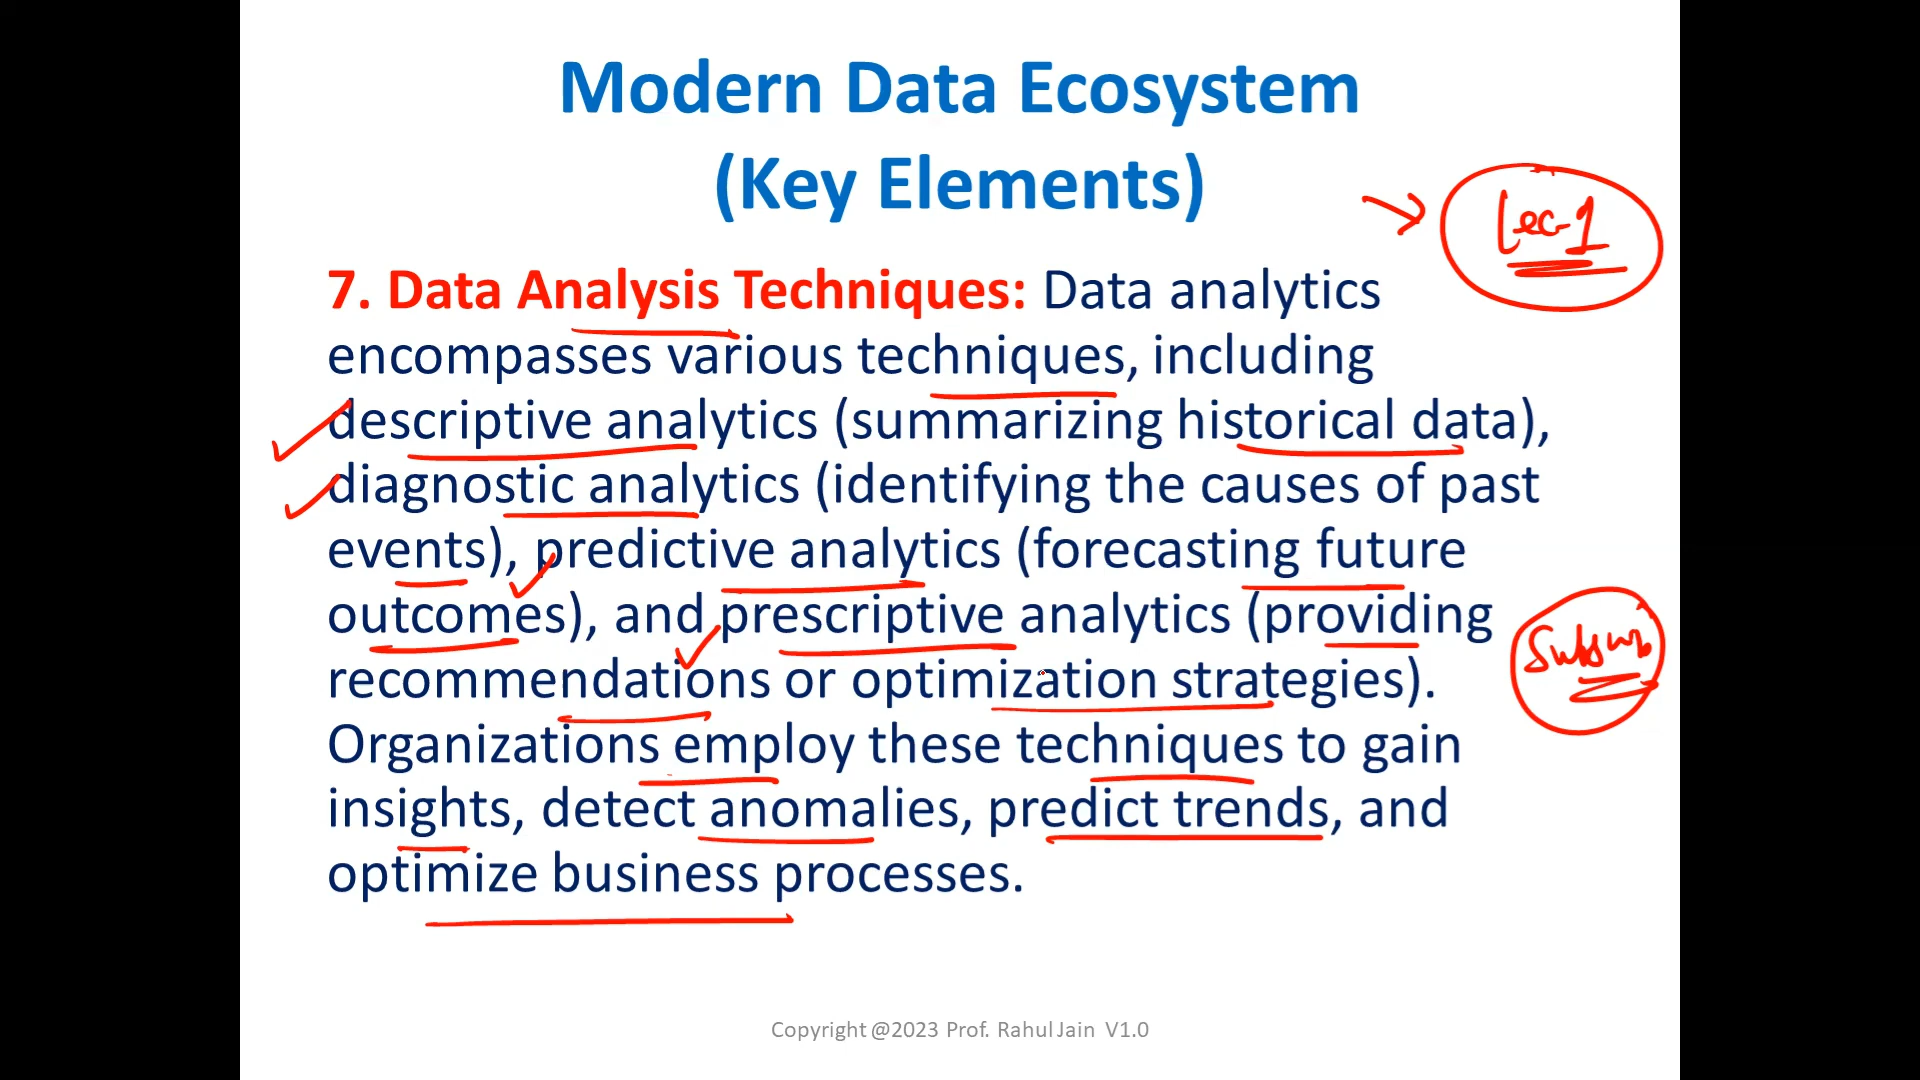 Modern Data Ecosystem
(Key Elements)
Lec-1
7. Data Analysis Techniques: Data analytics
encompasses various techniques, including
descriptive analytics (summarizing historical data),
diagnostic analytics (identifying the causes of past
events), predictive analytics (forecasting future
outcomes), and prescriptive analytics (providing
recommendations or optimization strategies).
Organizations employ these techniques to gain
insights, detect anomalies, predict trends, and
optimize business processes.
Copyright @2023 Prof. Rahul Jain V1.0